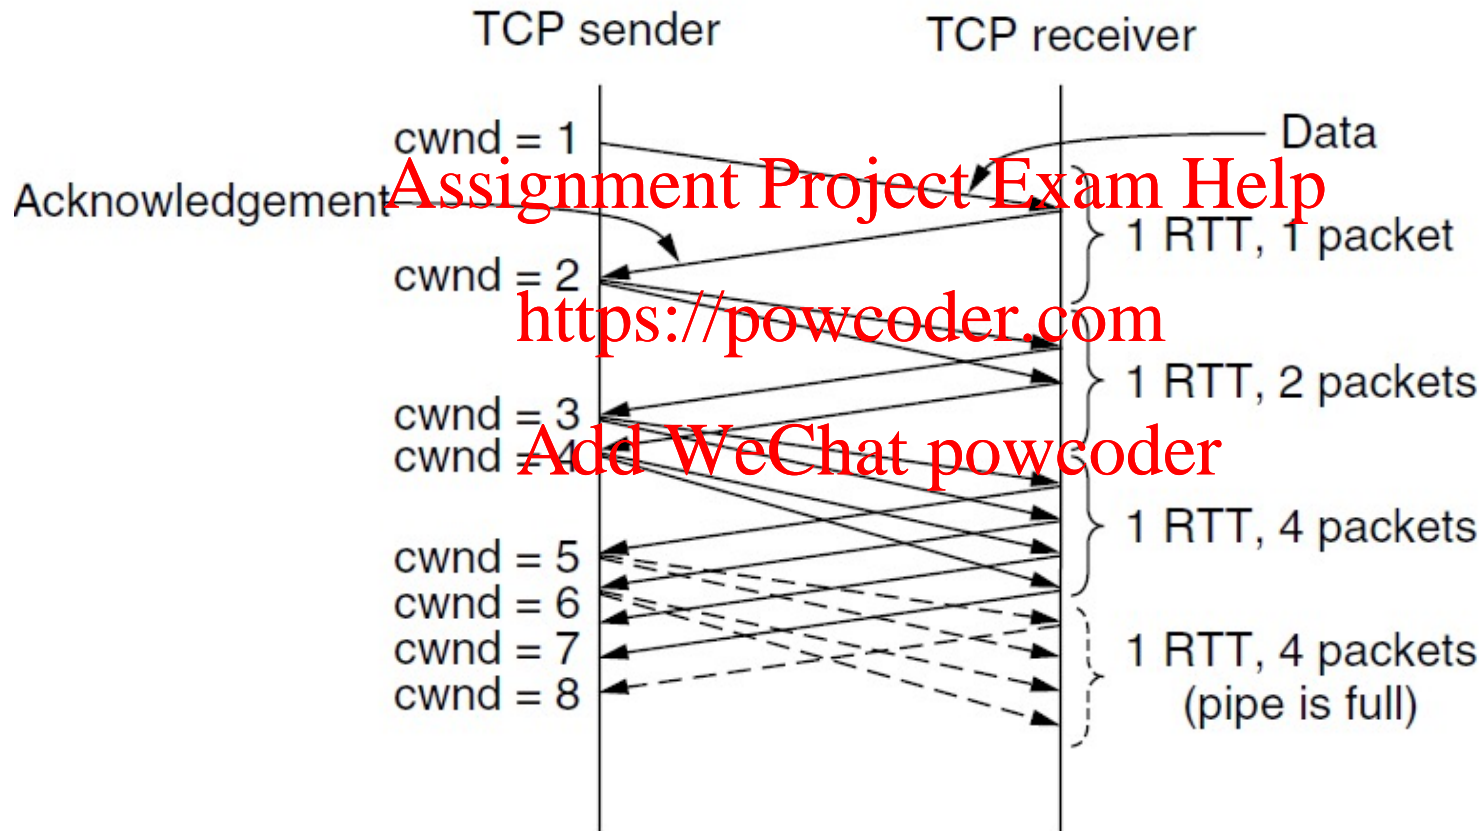 TCP sender
TCP receiver
cwnd = 1
Data
Assignment Project Exam Help
Acknowledgement
1 RTT, 1 packet
cwnd = 2
https://powcoder.com
1 RTT, 2 packets
cwnd = 3
Add WeChat powcoder
cwnd = 4
1 RTT, 4 packets
cwnd = 5
cwnd = 6
cwnd = 7
1 RTT, 4 packets
(pipe is full)
cwnd = 8